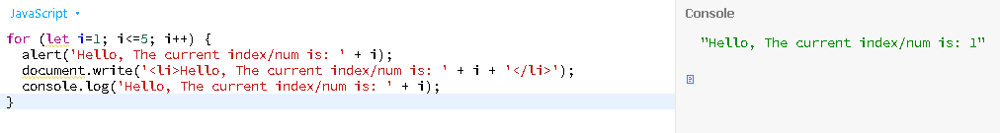 JavaScript
Console
for (let i=1; i<=5; i++) {
alert('Hello, The current index/num is: ' + i);
document.write('<li>Hello, The current index/num is: ' + i + '</li>');
console.log('Hello, The current index/num is: ' + i);
}
"Hello, The current index/num is: 1"